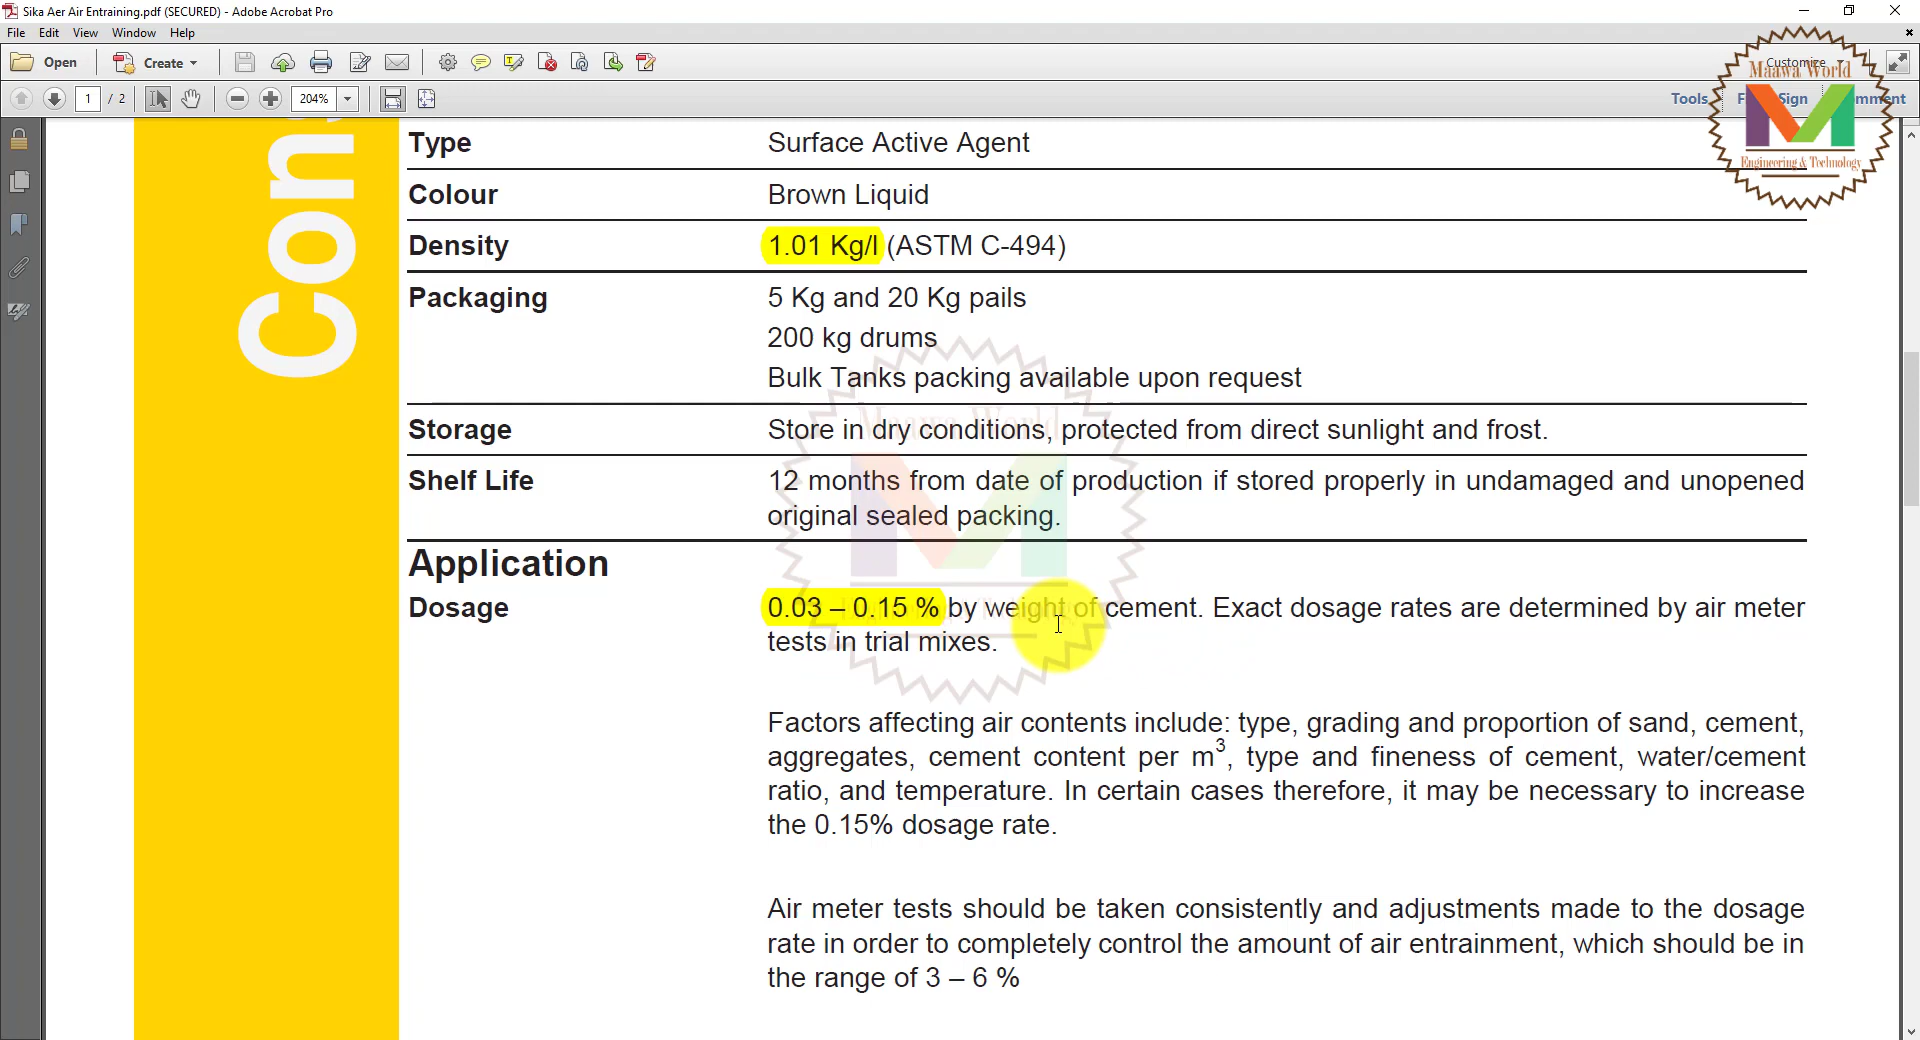 Sika Aer Air Entraining.pdf (SECURED) - Adobe Acrobat Pro
File Edit View Window Help
Open Create Customize
1 / 2 204% Tools Sign mment
Maawa World
Engineering & Technology
Con
Type Surface Active Agent
Colour Brown Liquid
Density 1.01 Kg/l (ASTM C-494)
Packaging 5 Kg and 20 Kg pails
200 kg drums
Bulk Tanks packing available upon request
Maawa World
Storage Store in dry conditions, protected from direct sunlight and frost.
Shelf Life 12 months from date of production if stored properly in undamaged and unopened
original sealed packing.
Application
Dosage 0.03 – 0.15 % by weight of cement. Exact dosage rates are determined by air meter
tests in trial mixes.
Factors affecting air contents include: type, grading and proportion of sand, cement,
aggregates, cement content per m³, type and fineness of cement, water/cement
ratio, and temperature. In certain cases therefore, it may be necessary to increase
the 0.15% dosage rate.
Air meter tests should be taken consistently and adjustments made to the dosage
rate in order to completely control the amount of air entrainment, which should be in
the range of 3 – 6 %